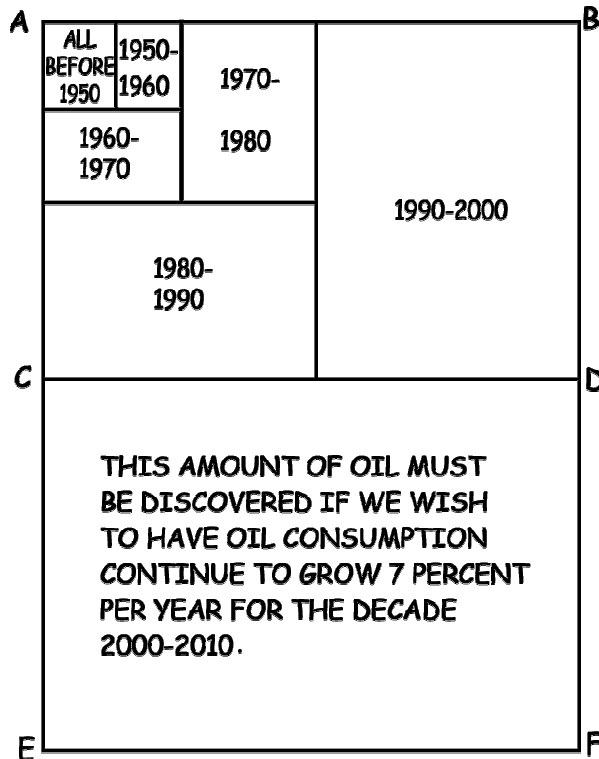 A
B
ALL
BEFORE
1950
1950-
1960
1970-
1980
1960-
1970
1990-2000
1980-
1990
C
D
THIS AMOUNT OF OIL MUST
BE DISCOVERED IF WE WISH
TO HAVE OIL CONSUMPTION
CONTINUE TO GROW 7 PERCENT
PER YEAR FOR THE DECADE
2000-2010.
E
F